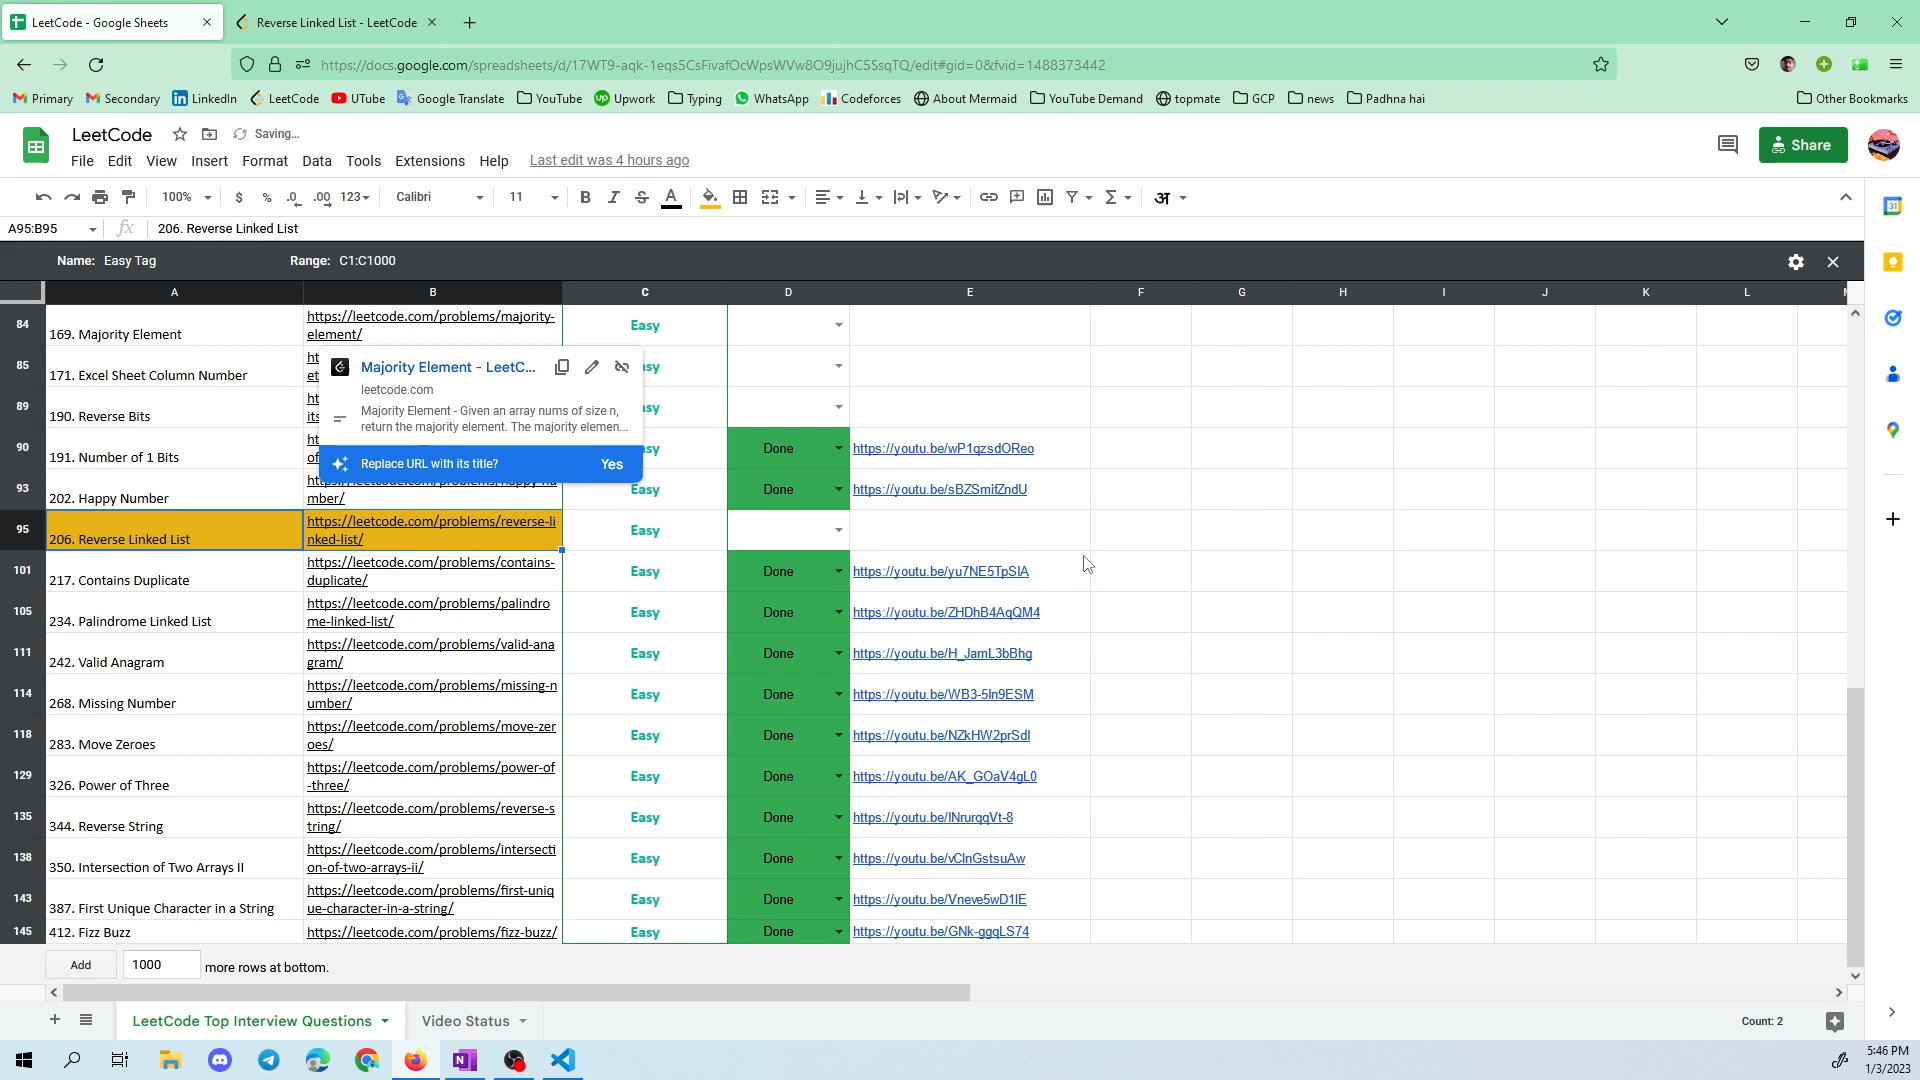 LeetCode - Google Sheets
Reverse Linked List - LeetCode
https://docs.google.com/spreadsheets/d/17WT9-aqk-1eqs5CsFivafOcWpsWVw8O9jujhC5SsqTQ/edit#gid=0&fvid=1488373442
Primary Secondary LinkedIn LeetCode UTube Google Translate YouTube Upwork Typing WhatsApp Codeforces About Mermaid YouTube Demand topmate GCP news Padhna hai Other Bookmarks
LeetCode Saving...
File Edit View Insert Format Data Tools Extensions Help Last edit was 4 hours ago
Share
100% $ % .0 .00 123 Calibri 11 B I S A अ
A95:B95 fx 206. Reverse Linked List
Name: Easy Tag Range: C1:C1000
A B C D E F G H I J K L
84 169. Majority Element https://leetcode.com/problems/majority-
element/ Easy
85 171. Excel Sheet Column Number
Majority Element - LeetC...
leetcode.com
Majority Element - Given an array nums of size n,
return the majority element. The majority elemen...
Replace URL with its title? Yes
89 190. Reverse Bits
90 191. Number of 1 Bits Done https://youtu.be/wP1qzsdOReo
93 202. Happy Number
mber/ Easy Done https://youtu.be/sBZSmifZndU
95 206. Reverse Linked List https://leetcode.com/problems/reverse-li
nked-list/ Easy
101 217. Contains Duplicate https://leetcode.com/problems/contains-
duplicate/ Easy Done https://youtu.be/yu7NE5TpSIA
105 234. Palindrome Linked List https://leetcode.com/problems/palindro
me-linked-list/ Easy Done https://youtu.be/ZHDhB4AqQM4
111 242. Valid Anagram https://leetcode.com/problems/valid-ana
gram/ Easy Done https://youtu.be/H_JamL3bBhg
114 268. Missing Number https://leetcode.com/problems/missing-n
umber/ Easy Done https://youtu.be/WB3-5In9ESM
118 283. Move Zeroes https://leetcode.com/problems/move-zer
oes/ Easy Done https://youtu.be/NZkHW2prSdI
129 326. Power of Three https://leetcode.com/problems/power-of
-three/ Easy Done https://youtu.be/AK_GOaV4gL0
135 344. Reverse String https://leetcode.com/problems/reverse-s
tring/ Easy Done https://youtu.be/INrurqqVt-8
138 350. Intersection of Two Arrays II https://leetcode.com/problems/intersecti
on-of-two-arrays-ii/ Easy Done https://youtu.be/vClnGstsuAw
143 387. First Unique Character in a String https://leetcode.com/problems/first-uniq
ue-character-in-a-string/ Easy Done https://youtu.be/Vneve5wD1IE
145 412. Fizz Buzz https://leetcode.com/problems/fizz-buzz/ Easy Done https://youtu.be/GNk-ggqLS74
Add 1000 more rows at bottom.
LeetCode Top Interview Questions Video Status Count: 2
5:46 PM
1/3/2023